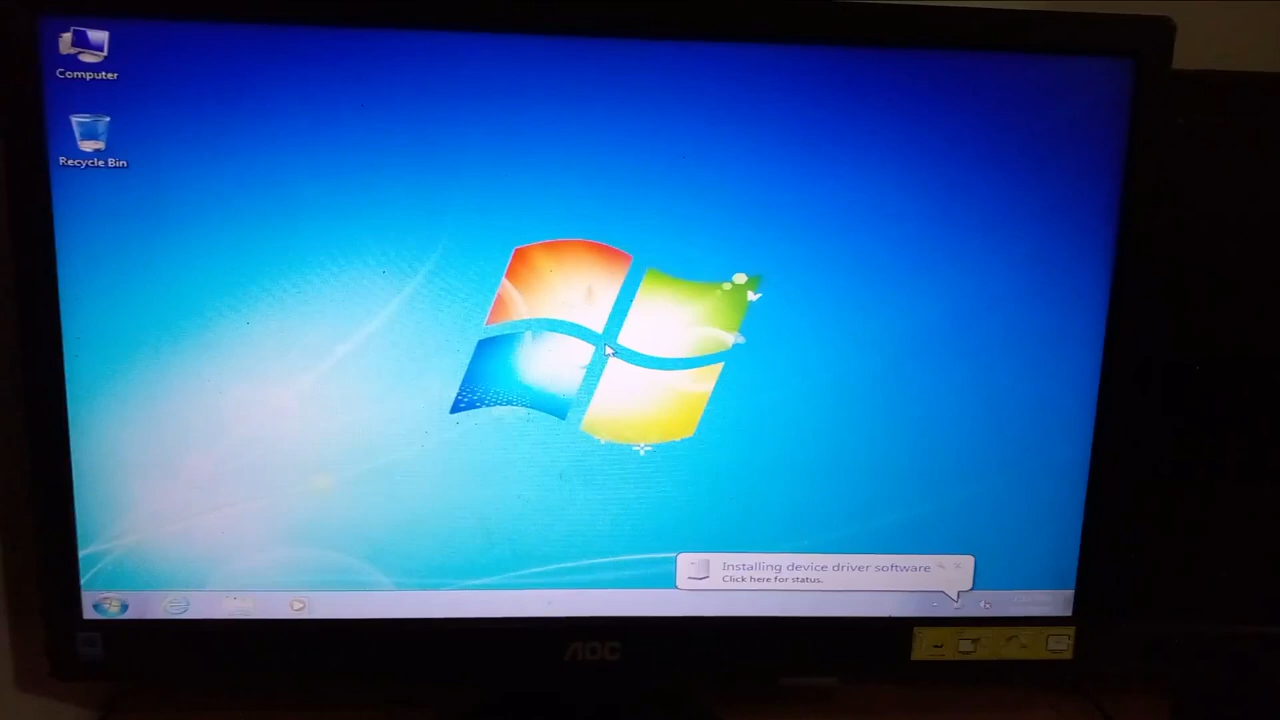 Computer
Recycle Bin
Installing device driver software
Click here for status.
AOC